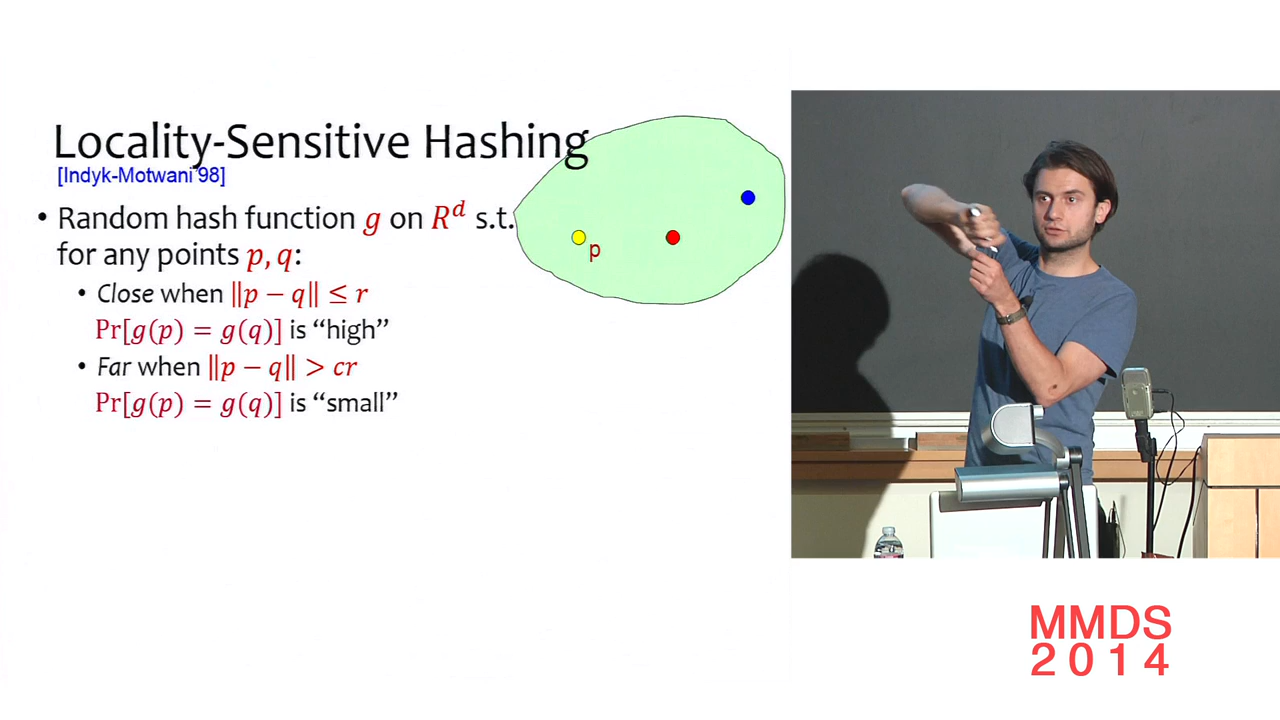 Locality-Sensitive Hashing
[Indyk-Motwani'98]
• Random hash function g on R^d s.t.
for any points p, q:
• Close when ‖p − q‖ ≤ r
Pr[g(p) = g(q)] is “high”
• Far when ‖p − q‖ > cr
Pr[g(p) = g(q)] is “small”
p
MMDS
2014